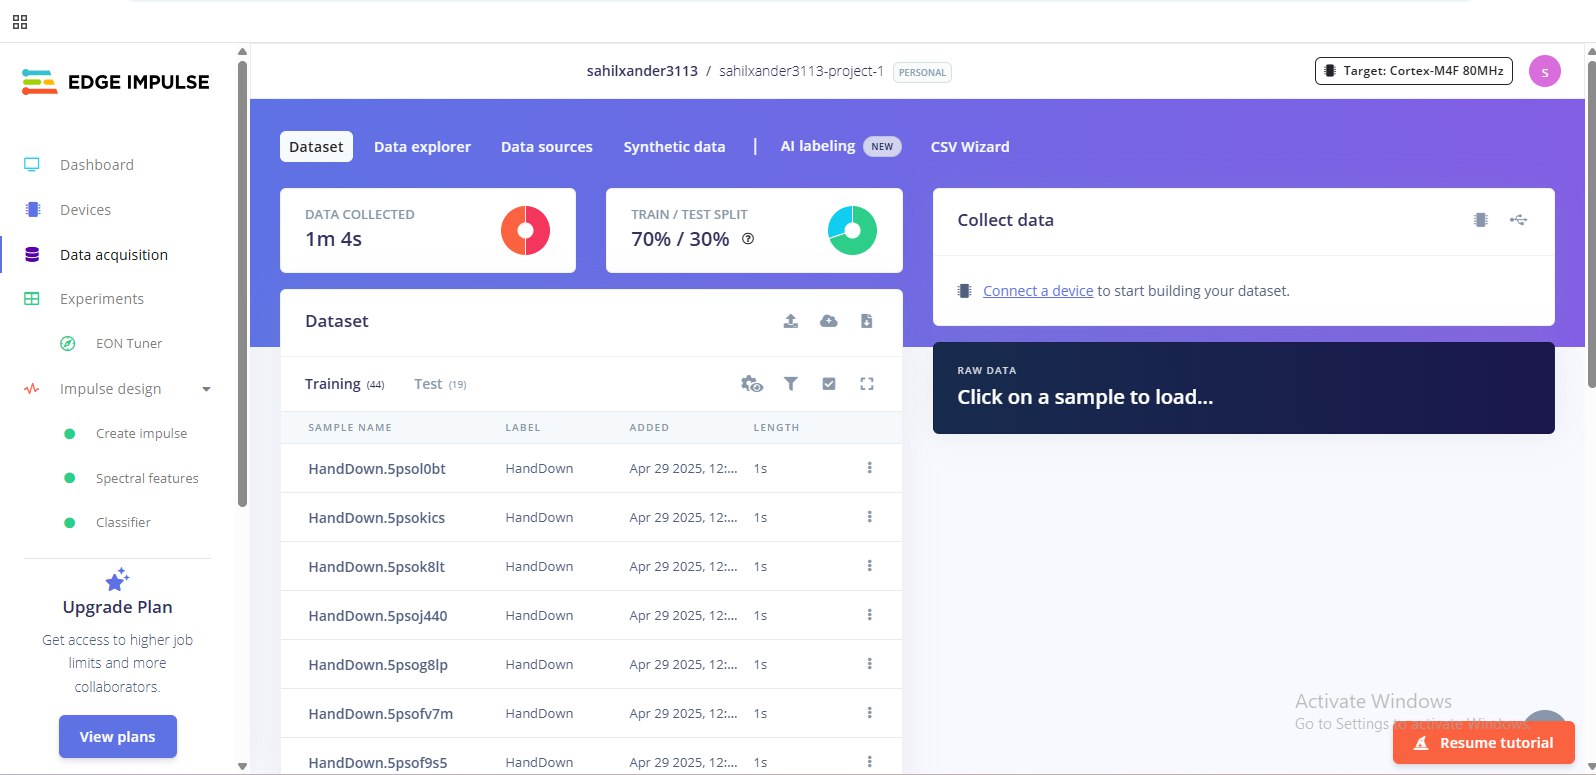 sahilxander3113 / sahilxander3113-project-1 PERSONAL
Target: Cortex-M4F 80MHz
s
EDGE IMPULSE
Dashboard
Devices
Data acquisition
Experiments
EON Tuner
Impulse design
Create impulse
Spectral features
Classifier
Upgrade Plan
Get access to higher job
limits and more
collaborators.
View plans
Dataset Data explorer Data sources Synthetic data | AI labeling NEW CSV Wizard
DATA COLLECTED
1m 4s
TRAIN / TEST SPLIT
70% / 30% ?
Dataset
Training (44) Test (19)
SAMPLE NAME LABEL ADDED LENGTH
HandDown.5psol0bt HandDown Apr 29 2025, 12:... 1s
HandDown.5psokics HandDown Apr 29 2025, 12:... 1s
HandDown.5psok8lt HandDown Apr 29 2025, 12:... 1s
HandDown.5psoj440 HandDown Apr 29 2025, 12:... 1s
HandDown.5psog8lp HandDown Apr 29 2025, 12:... 1s
HandDown.5psofv7m HandDown Apr 29 2025, 12:... 1s
HandDown.5psof9s5 HandDown Apr 29 2025, 12:... 1s
Collect data
Connect a device to start building your dataset.
RAW DATA
Click on a sample to load...
Activate Windows
Go to Settings to activate Windows.
Resume tutorial